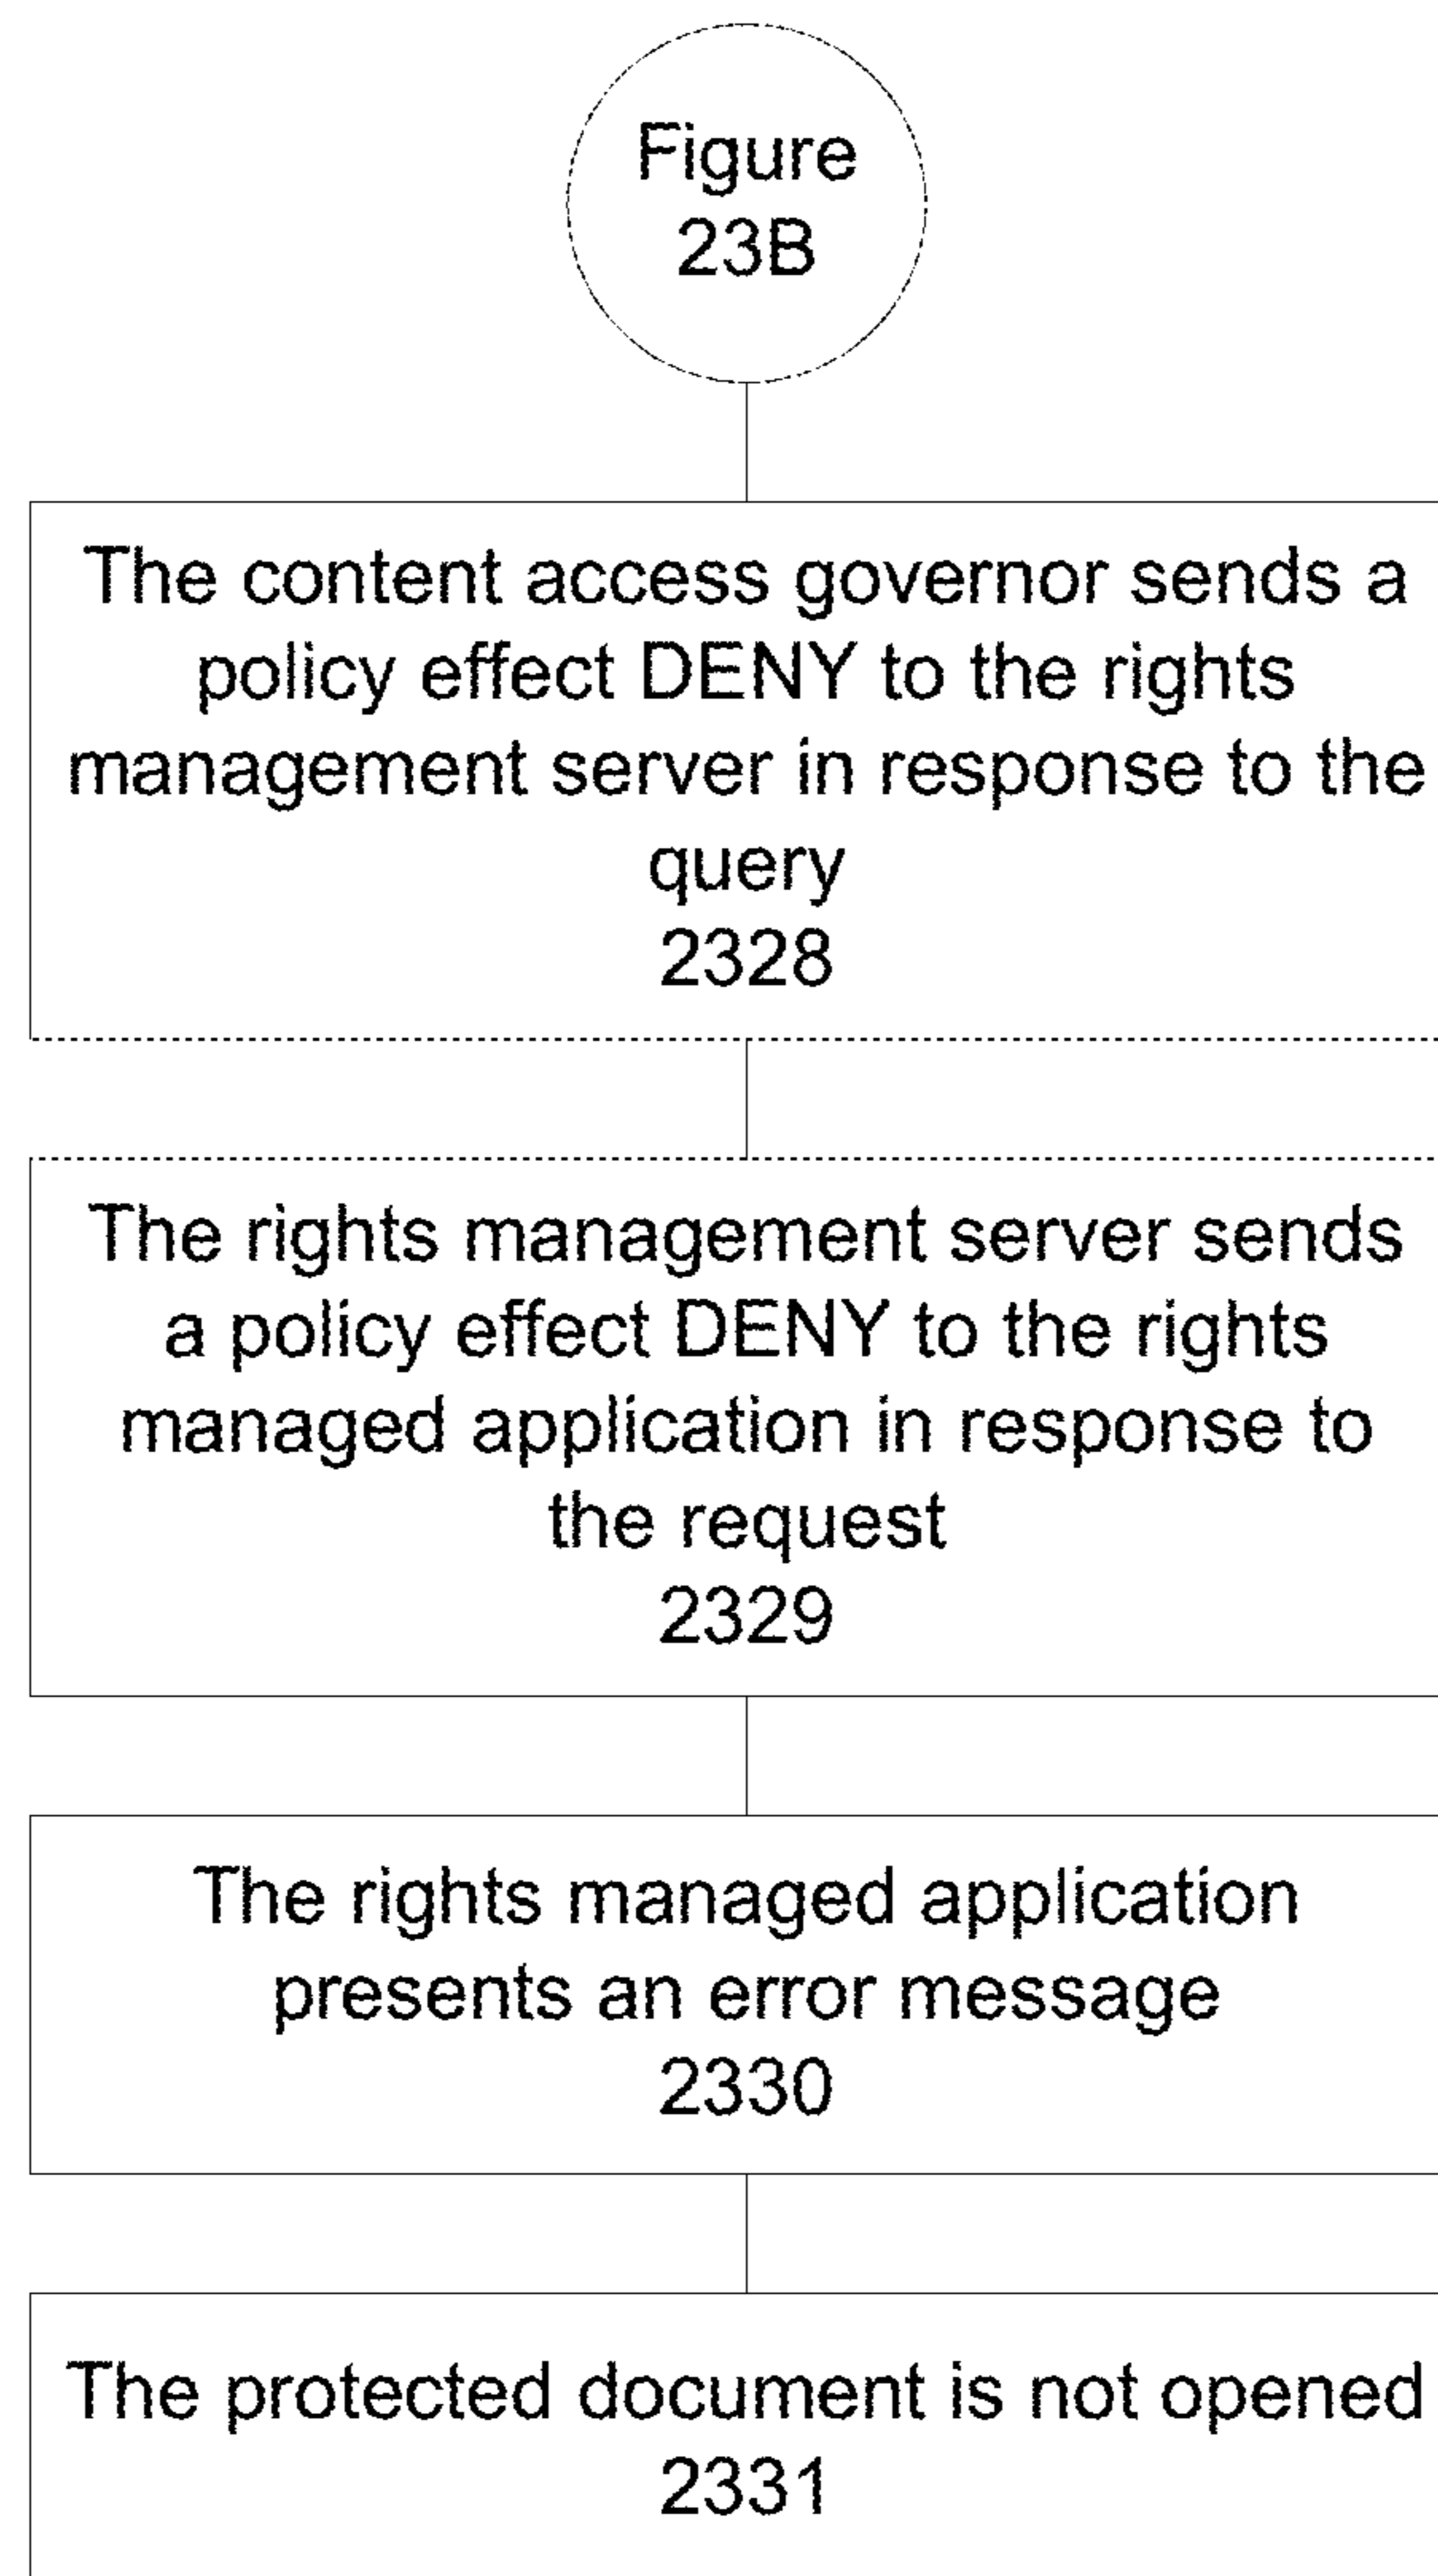 Figure
23B
The content access governor sends a
policy effect DENY to the rights
management server in response to the
query
2328
The rights management server sends
a policy effect DENY to the rights
managed application in response to
the request
2329
The rights managed application
presents an error message
2330
The protected document is not opened
2331